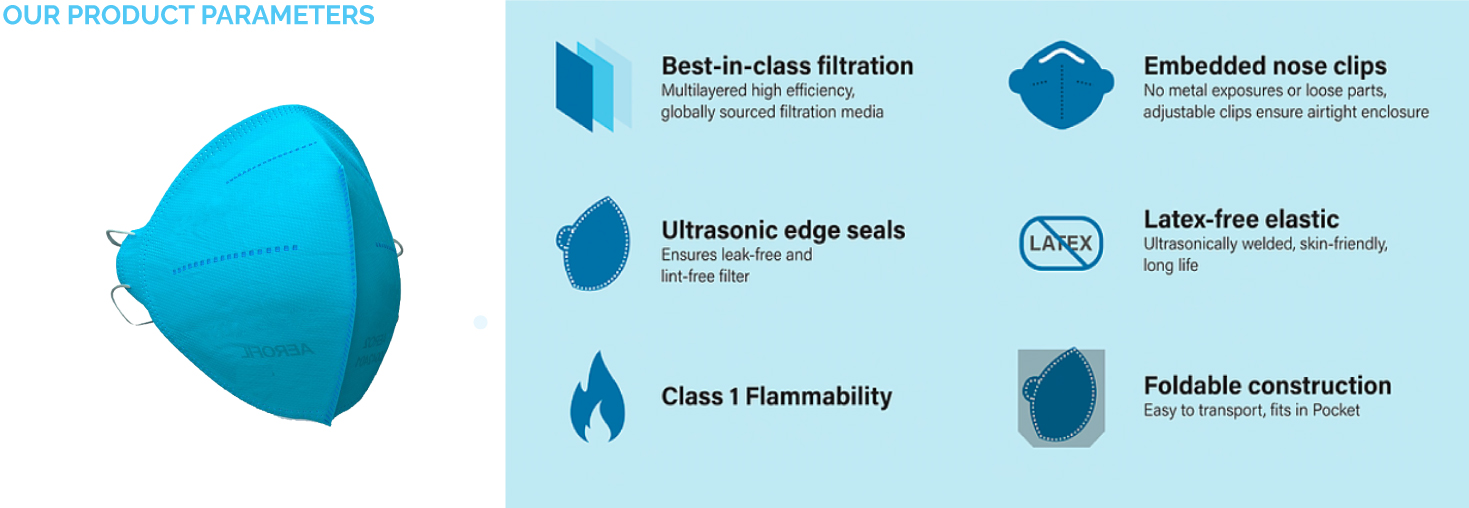 OUR PRODUCT PARAMETERS
Best-in-class filtration
Multilayered high efficiency,
globally sourced filtration media
Embedded nose clips
No metal exposures or loose parts,
adjustable clips ensure airtight enclosure
Ultrasonic edge seals
Ensures leak-free and
lint-free filter
LATEX
Latex-free elastic
Ultrasonically welded, skin-friendly,
long life
Class 1 Flammability
Foldable construction
Easy to transport, fits in Pocket
AEROFIL